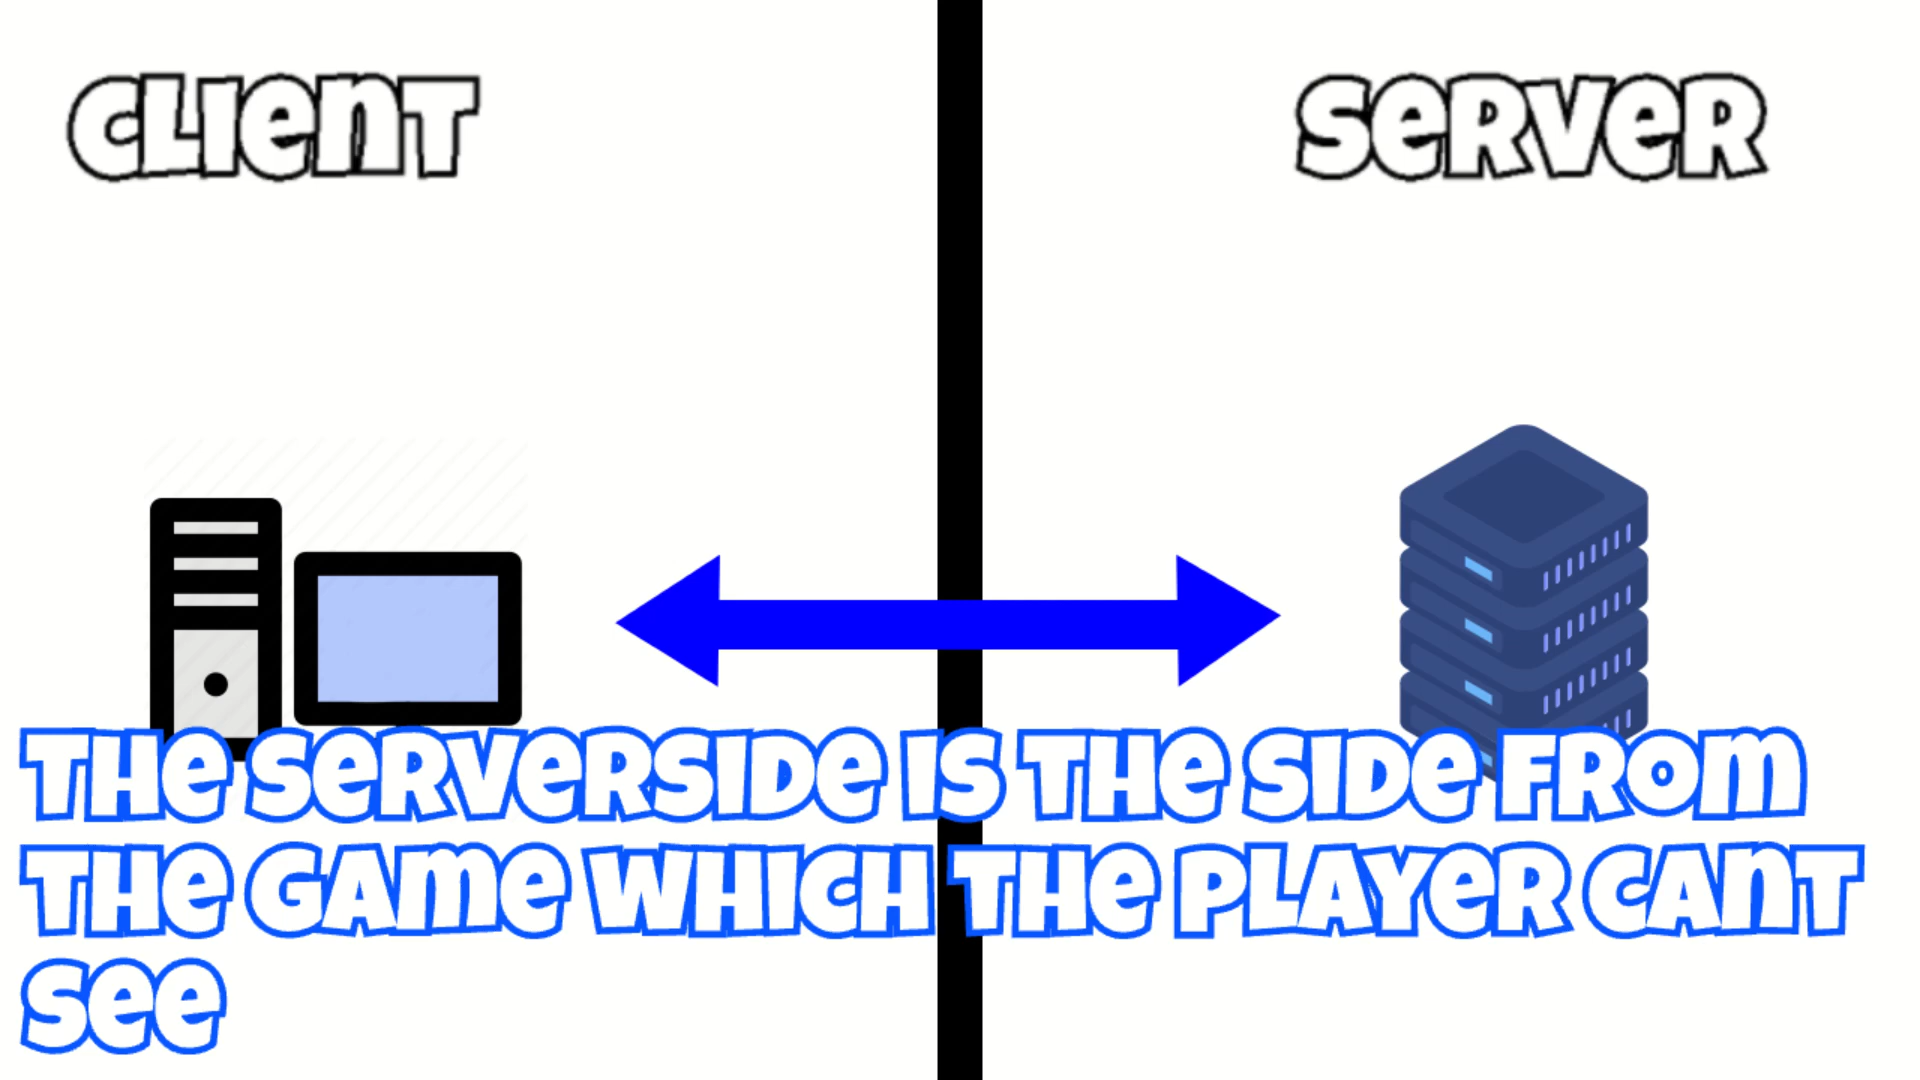 CLIenT
SeRVeR
THe SeRVeRSIDe IS THe SIDe FROm
THe GAme WHICH THe PLAYeR CAnT
See